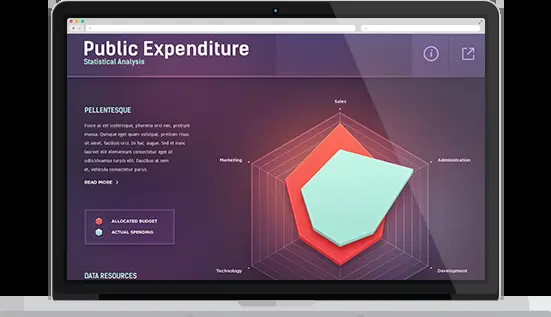 Public Expenditure
Statistical Analysis
PELLENTESQUE
Fusce at est scelerisque, pharetra orci nec, pretium
massa. Quisque eget quam volutpat, pretium risus
sit amet, facilisis orci. In hac augue. Sed et nunc
laoreet elit elementum consectetur eget id
odio.Vivamus turpis elit, faucibus at sem
et, vehicula consectetur purus.
READ MORE
ALLOCATED BUDGET
ACTUAL SPENDING
DATA RESOURCES
Sales
Marketing
Administration
Technology
Development